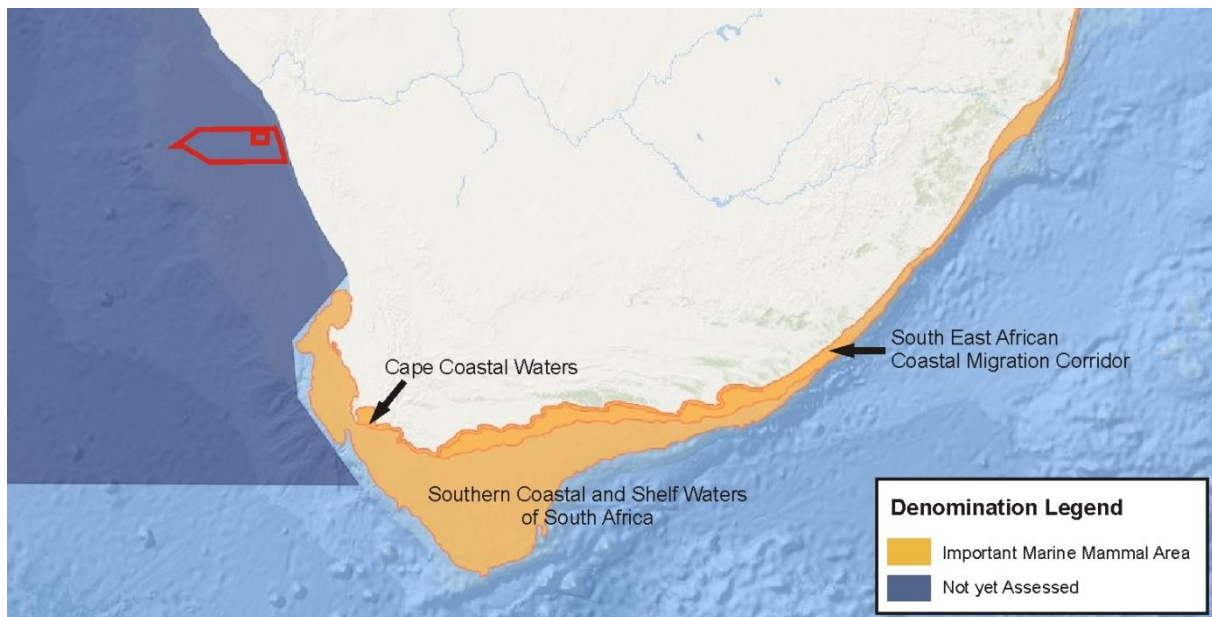 South East African
Coastal Migration Corridor
Cape Coastal Waters
Southern Coastal and Shelf Waters
of South Africa
Denomination Legend
Important Marine Mammal Area
Not yet Assessed